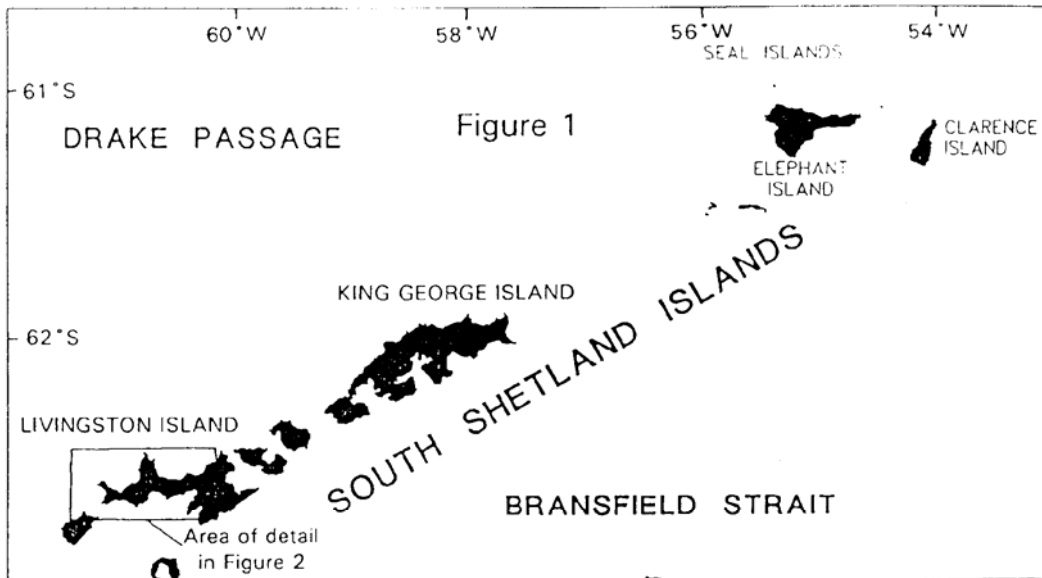 60°W 58°W 56°W 54°W
SEAL ISLANDS
61°S
DRAKE PASSAGE
Figure 1
CLARENCE
ISLAND
ELEPHANT
ISLAND
KING GEORGE ISLAND
62°S
SOUTH SHETLAND ISLANDS
LIVINGSTON ISLAND
BRANSFIELD STRAIT
Area of detail
in Figure 2